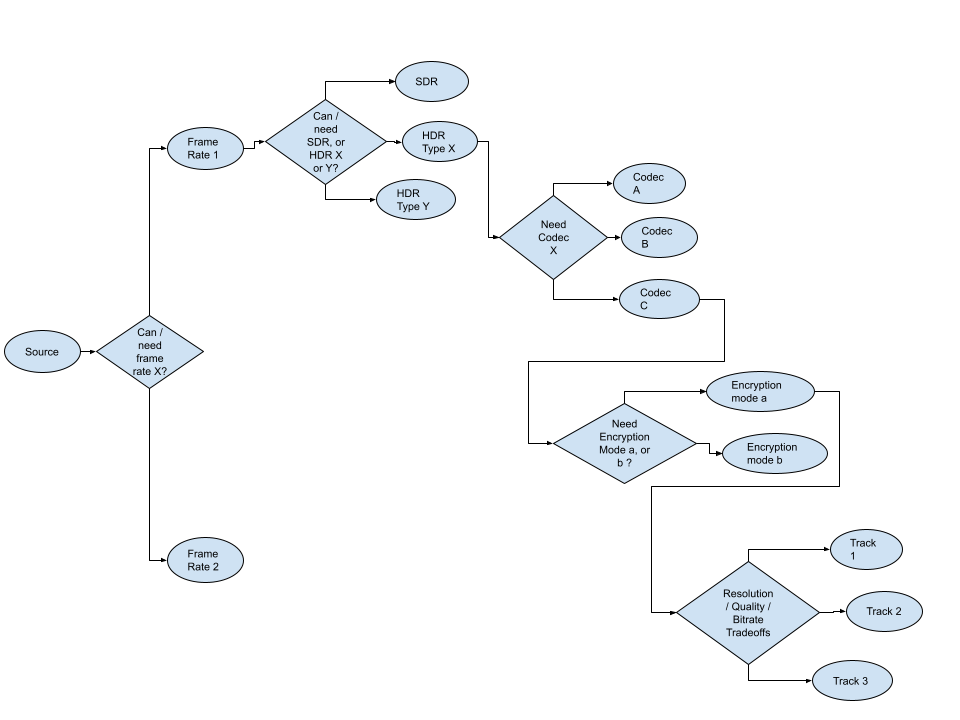 SDR
Can /
need
SDR, or
HDR X
or Y?
Frame
Rate 1
HDR
Type X
HDR
Type Y
Codec
A
Need
Codec
X
Codec
B
Codec
C
Source
Can /
need
frame
rate X?
Encryption
mode a
Need
Encryption
Mode a, or
b ?
Encryption
mode b
Frame
Rate 2
Track
1
Resolution
/ Quality /
Bitrate
Tradeoffs
Track 2
Track 3